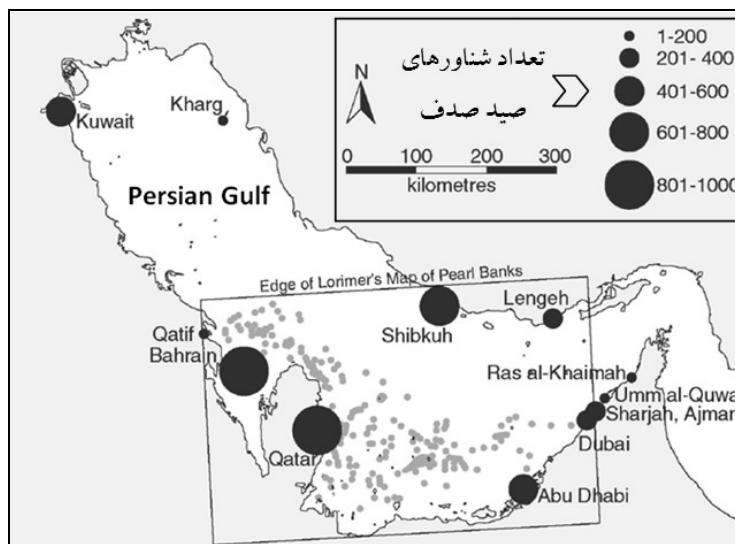 تعداد شناورهای
صید صدف
N
0 100 200 300
kilometres
1-200
201- 400
401-600
601-800
801-1000
Kuwait
Kharg
Persian Gulf
Edge of Lorimer's Map of Pearl Banks
Lengeh
Shibkuh
Qatif
Bahrain
Ras al-Khaimah
Umm al-Quwa
Sharjah, Ajman
Dubai
Qatar
Abu Dhabi